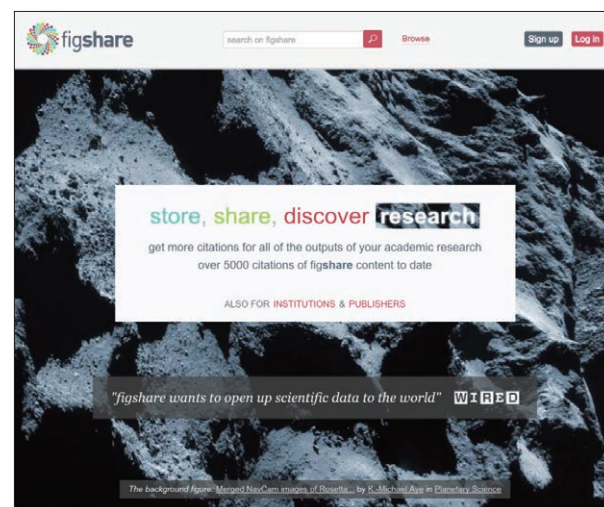 figshare
search on figshare
Browse
Sign up
Log in
store, share, discover research
get more citations for all of the outputs of your academic research
over 5000 citations of figshare content to date
ALSO FOR INSTITUTIONS & PUBLISHERS
"figshare wants to open up scientific data to the world" WIRED
The background figure: Merged NavCam images of Rosetta... by K.-Michael Aye in Planetary Science